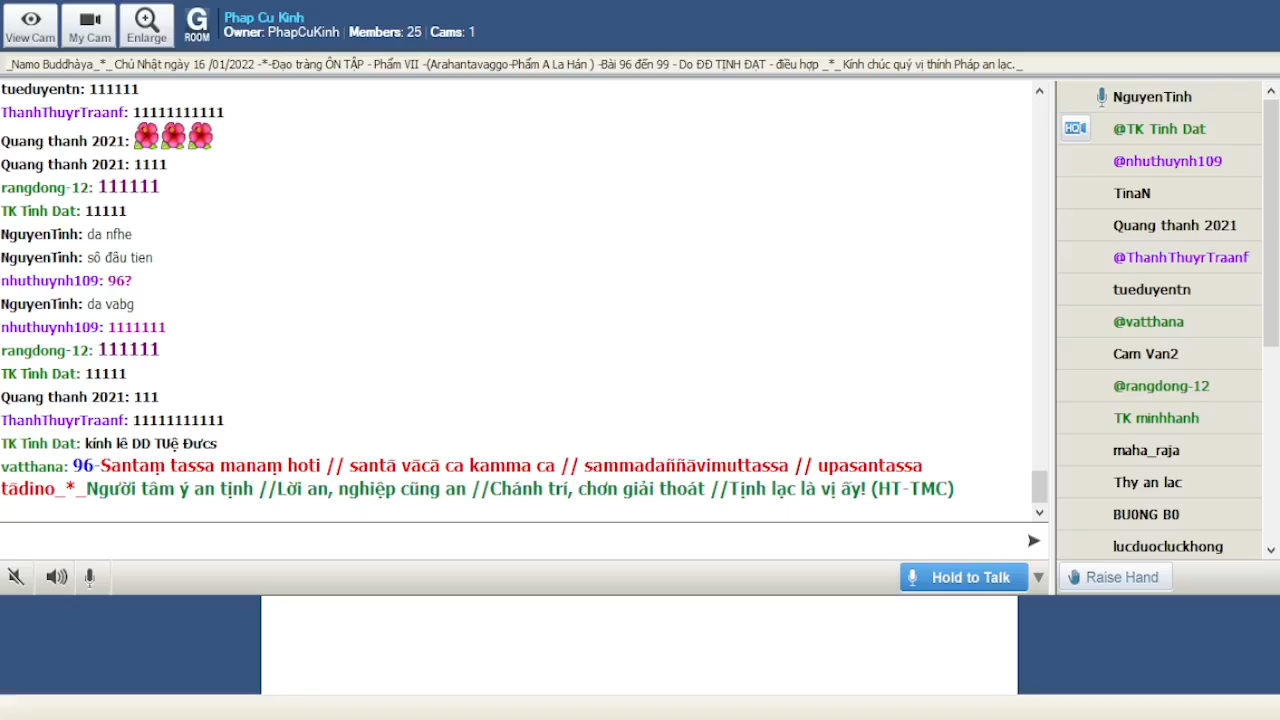 View Cam
My Cam
Enlarge
G
ROOM
Phap Cu Kinh
Owner: PhapCuKinh | Members: 25 | Cams: 1
_Namo Buddhàya_*_ Chủ Nhật ngày 16 /01/2022 -*-Đạo tràng ÔN TẬP - Phẩm VII -(Arahantavaggo-Phẩm A La Hán ) -Bài 96 đến 99 - Do ĐĐ TỊNH ĐẠT - điều hợp _*_ Kính chúc quý vị thính Pháp an lạc._
tueduyentn: 111111
ThanhThuyrTraanf: 11111111111
Quang thanh 2021:
Quang thanh 2021: 1111
rangdong-12: 111111
TK Tinh Dat: 11111
NguyenTinh: da nfhe
NguyenTinh: sô đâu tien
nhuthuynh109: 96?
NguyenTinh: da vabg
nhuthuynh109: 1111111
rangdong-12: 111111
TK Tinh Dat: 11111
Quang thanh 2021: 111
ThanhThuyrTraanf: 11111111111
TK Tinh Dat: kính lê DD TUệ Đưcs
vatthana: 96-Santaṃ tassa manaṃ hoti // santā vācā ca kamma ca // sammadaññāvimuttassa // upasantassa
tādino_*_Người tâm ý an tịnh //Lời an, nghiệp cũng an //Chánh trí, chơn giải thoát //Tịnh lạc là vị ấy! (HT-TMC)
Hold to Talk
NguyenTinh
HD
@TK Tinh Dat
@nhuthuynh109
TinaN
Quang thanh 2021
@ThanhThuyrTraanf
tueduyentn
@vatthana
Cam Van2
@rangdong-12
TK minhhanh
maha_raja
Thy an lac
BU0NG B0
lucduocluckhong
Raise Hand